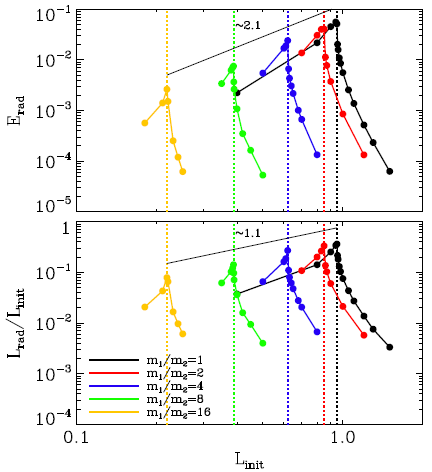 10⁻¹
~2.1
10⁻²
E_rad
10⁻³
10⁻⁴
10⁻⁵
1
~1.1
10⁻¹
L_rad/L_init
10⁻²
m₁/m₂=1
m₁/m₂=2
10⁻³
m₁/m₂=4
m₁/m₂=8
m₁/m₂=16
10⁻⁴
0.1
1.0
L_init